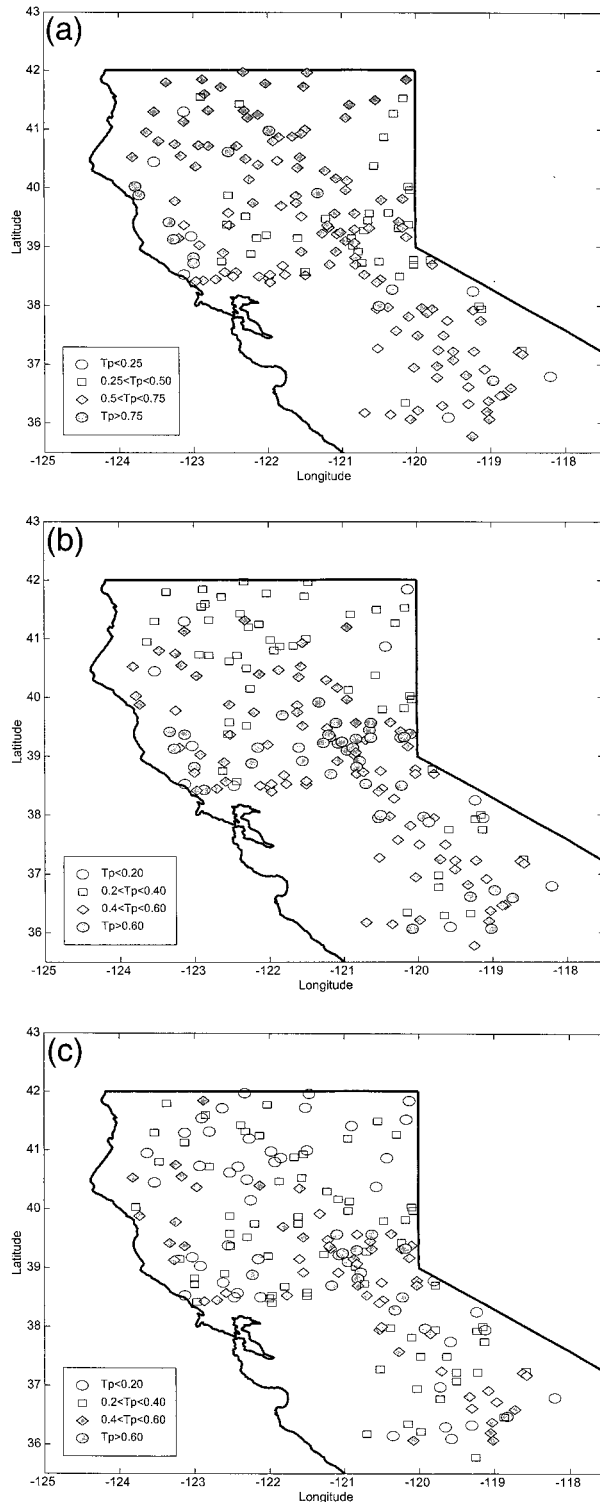 (a)
43
42
41
40
39
38
37
36
Latitude
Tp<0.25
0.25<Tp<0.50
0.5<Tp<0.75
Tp>0.75
-125 -124 -123 -122 -121 -120 -119 -118
Longitude
(b)
43
42
41
40
39
38
37
36
Latitude
Tp<0.20
0.2<Tp<0.40
0.4<Tp<0.60
Tp>0.60
-125 -124 -123 -122 -121 -120 -119 -118
Longitude
(c)
43
42
41
40
39
38
37
36
Latitude
Tp<0.20
0.2<Tp<0.40
0.4<Tp<0.60
Tp>0.60
-125 -124 -123 -122 -121 -120 -119 -118
Longitude